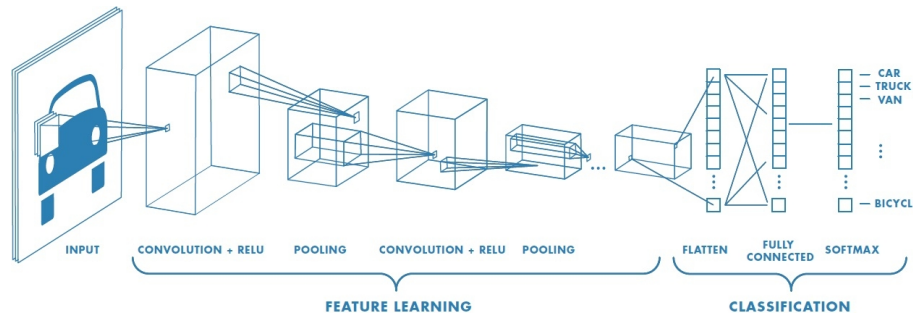 CAR
TRUCK
VAN
BICYCL
INPUT
CONVOLUTION + RELU
POOLING
CONVOLUTION + RELU
POOLING
FLATTEN
FULLY
CONNECTED
SOFTMAX
FEATURE LEARNING
CLASSIFICATION